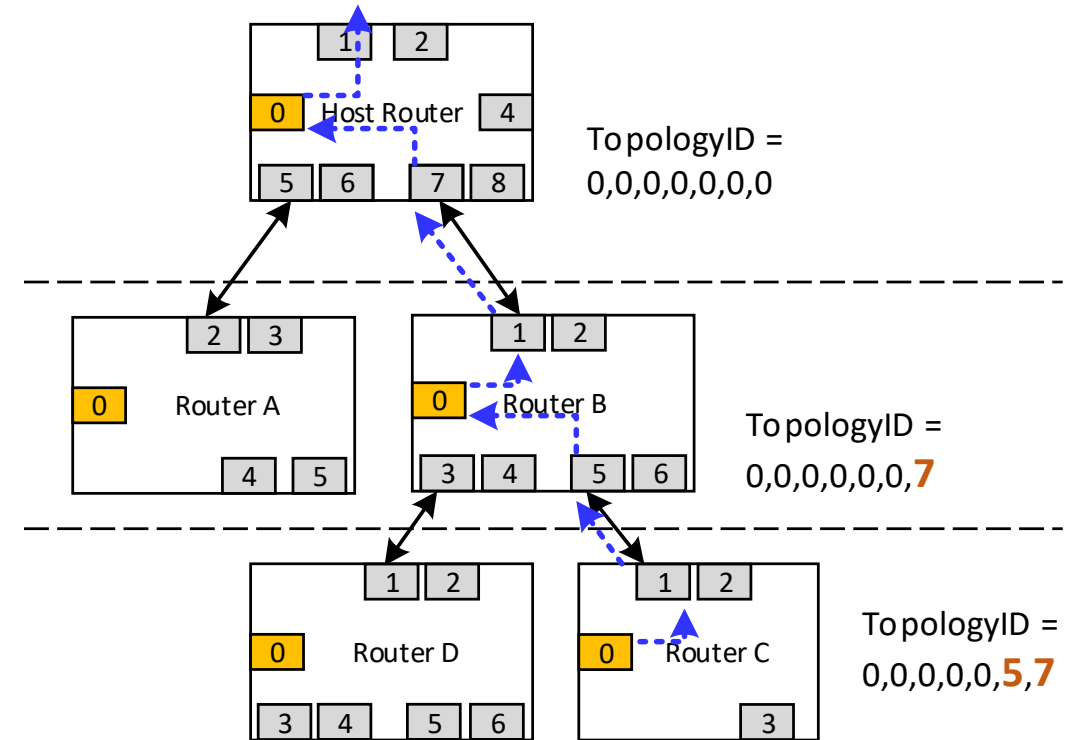 1 2
0 Host Router 4
5 6 7 8
TopologyID =
0,0,0,0,0,0,0
2 3
0 Router A
4 5
1 2
0 Router B
3 4 5 6
TopologyID =
0,0,0,0,0,0,7
1 2
0 Router D
3 4 5 6
1 2
0 Router C
3
TopologyID =
0,0,0,0,0,5,7